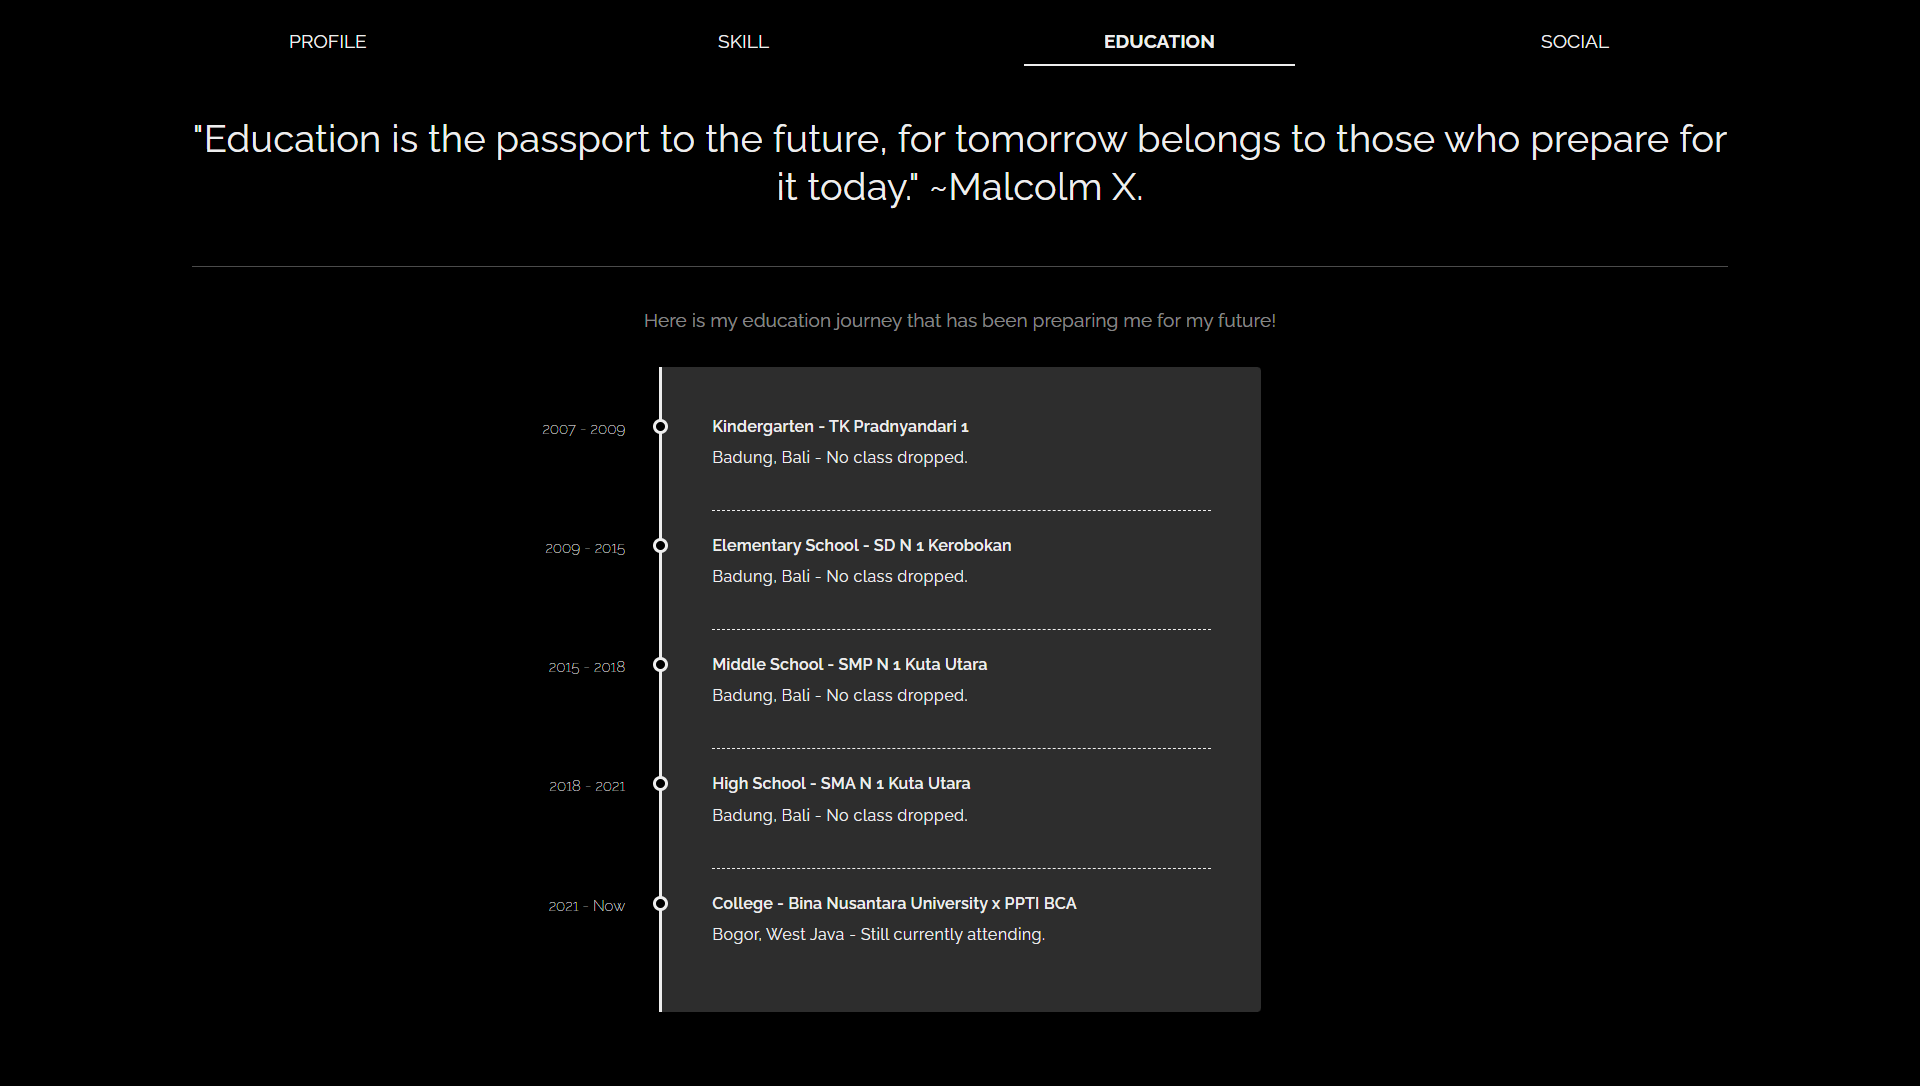 PROFILE
SKILL
EDUCATION
SOCIAL
"Education is the passport to the future, for tomorrow belongs to those who prepare for
it today." ~Malcolm X.
Here is my education journey that has been preparing me for my future!
2007 - 2009
Kindergarten - TK Pradnyandari 1
Badung, Bali - No class dropped.
2009 - 2015
Elementary School - SD N 1 Kerobokan
Badung, Bali - No class dropped.
2015 - 2018
Middle School - SMP N 1 Kuta Utara
Badung, Bali - No class dropped.
2018 - 2021
High School - SMA N 1 Kuta Utara
Badung, Bali - No class dropped.
2021 - Now
College - Bina Nusantara University x PPTI BCA
Bogor, West Java - Still currently attending.